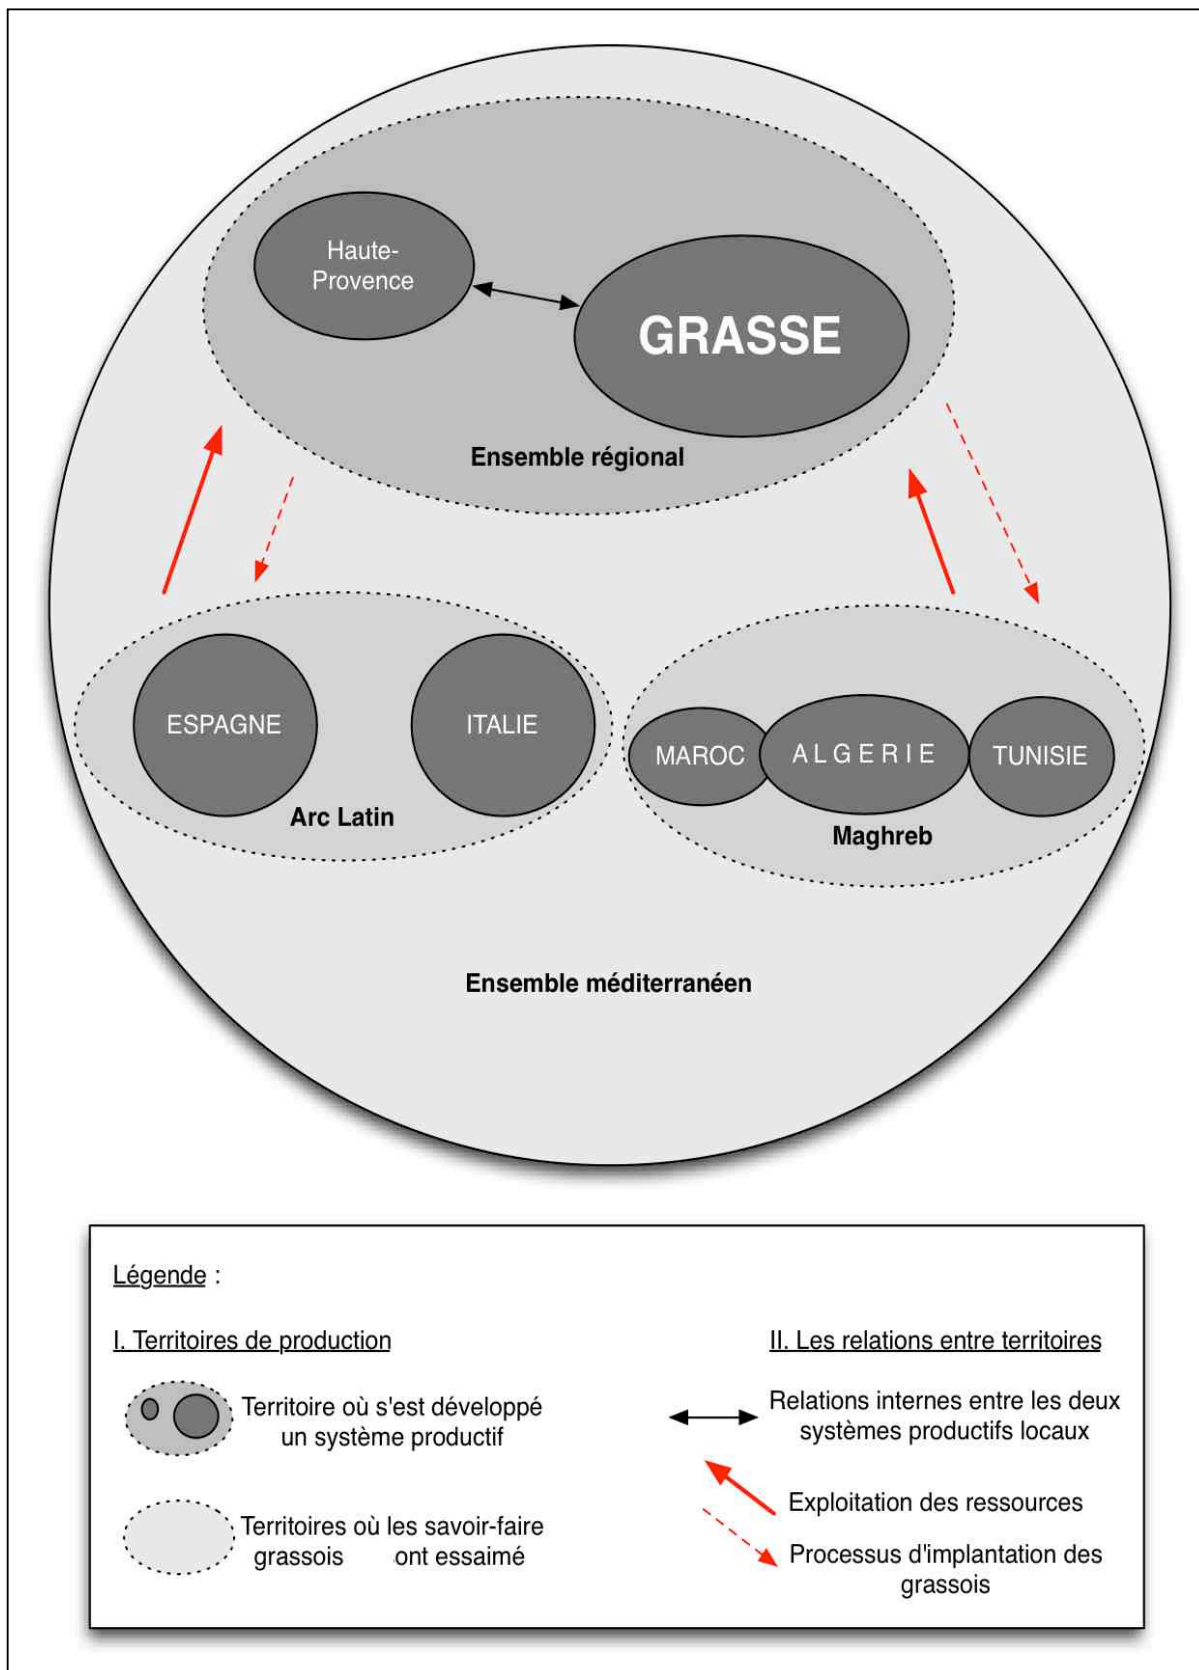 Haute-
Provence
GRASSE
Ensemble régional
ESPAGNE
ITALIE
Arc Latin
MAROC
ALGERIE
TUNISIE
Maghreb
Ensemble méditerranéen
Légende :
I. Territoires de production
Territoire où s'est développé
un système productif
Territoires où les savoir-faire
grassois ont essaimé
II. Les relations entre territoires
Relations internes entre les deux
systèmes productifs locaux
Exploitation des ressources
Processus d'implantation des
grassois